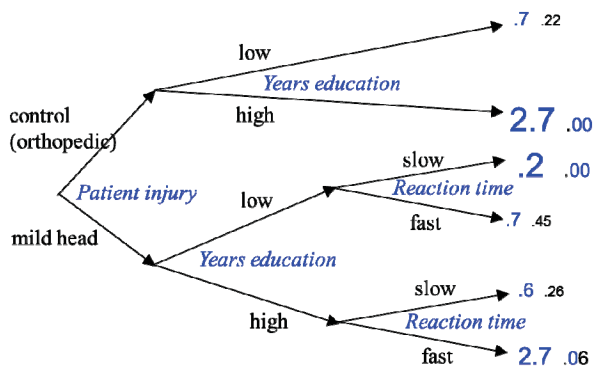 .7 .22
low
Years education
control
(orthopedic)
high
2.7 .00
slow
.2 .00
Patient injury
low
Reaction time
fast
.7 .45
mild head
Years education
slow
.6 .26
high
Reaction time
fast
2.7 .06